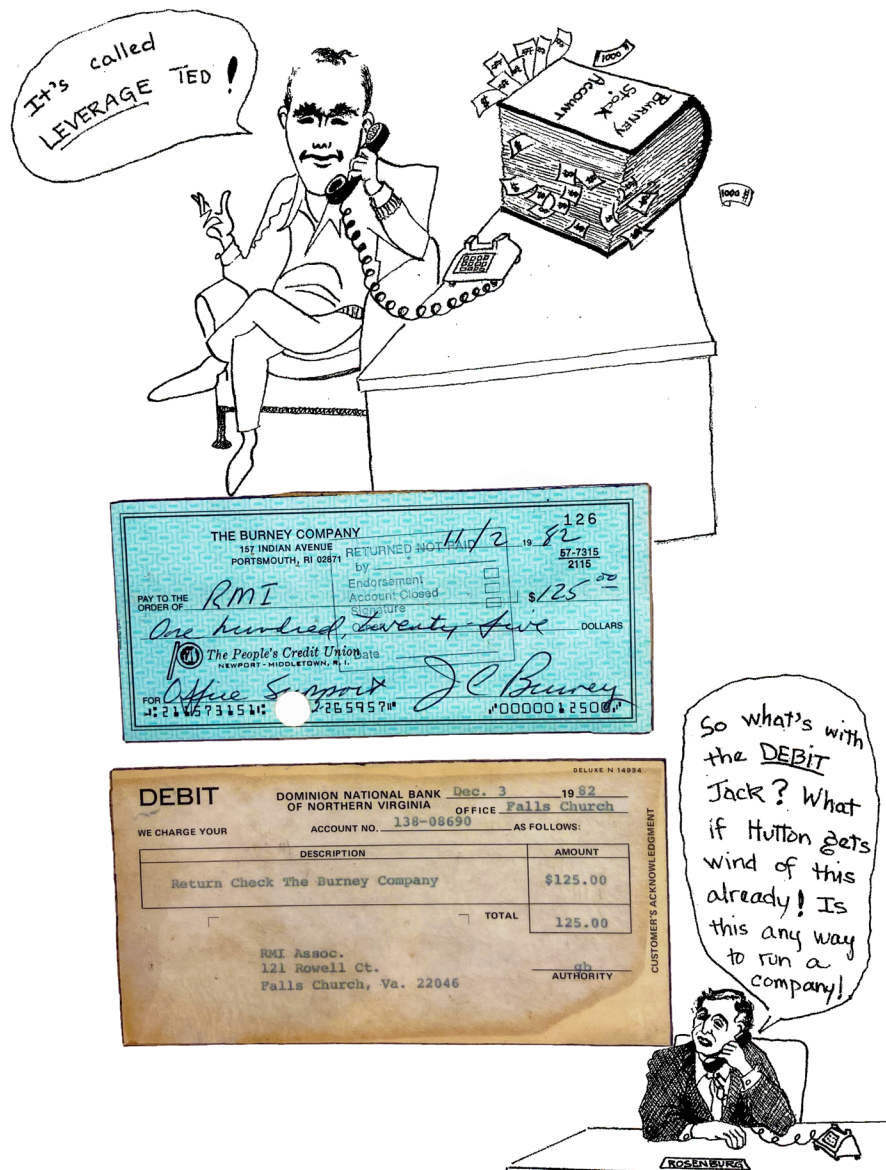 It's called
LEVERAGE TED!
BURNEY
STOCK
ACCOUNT
1000
1000
THE BURNEY COMPANY
157 INDIAN AVENUE
PORTSMOUTH, RI 02871
126
11/2 19 82
57-7315
2115
RETURNED NOT PAID
by
Endorsement
Account Closed
Signature
Date
PAY TO THE
ORDER OF RMI $125 00
One hundred, twenty-five DOLLARS
The People's Credit Union
NEWPORT - MIDDLETOWN, R. I.
FOR Office Support J C Burney
DELUXE N 14934
DEBIT
DOMINION NATIONAL BANK Dec. 3 19 82
OF NORTHERN VIRGINIA OFFICE Falls Church
WE CHARGE YOUR ACCOUNT NO. 138-08690 AS FOLLOWS:
DESCRIPTION AMOUNT
Return Check The Burney Company $125.00
TOTAL 125.00
RMI Assoc.
121 Rowell Ct.
Falls Church, Va. 22046
gb
AUTHORITY
CUSTOMER'S ACKNOWLEDGMENT
So what's with
the DEBIT
Jack? What
if Hutton gets
wind of this
already! Is
this any way
to run a
company!
ROSENBURG